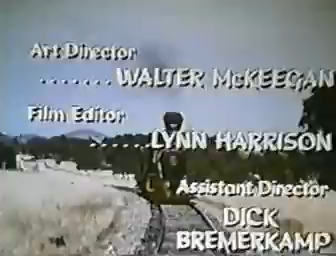 Art Director
.......WALTER McKEEGAN
Film Editor
......LYNN HARRISON
Assistant Director
DICK
BREMERKAMP